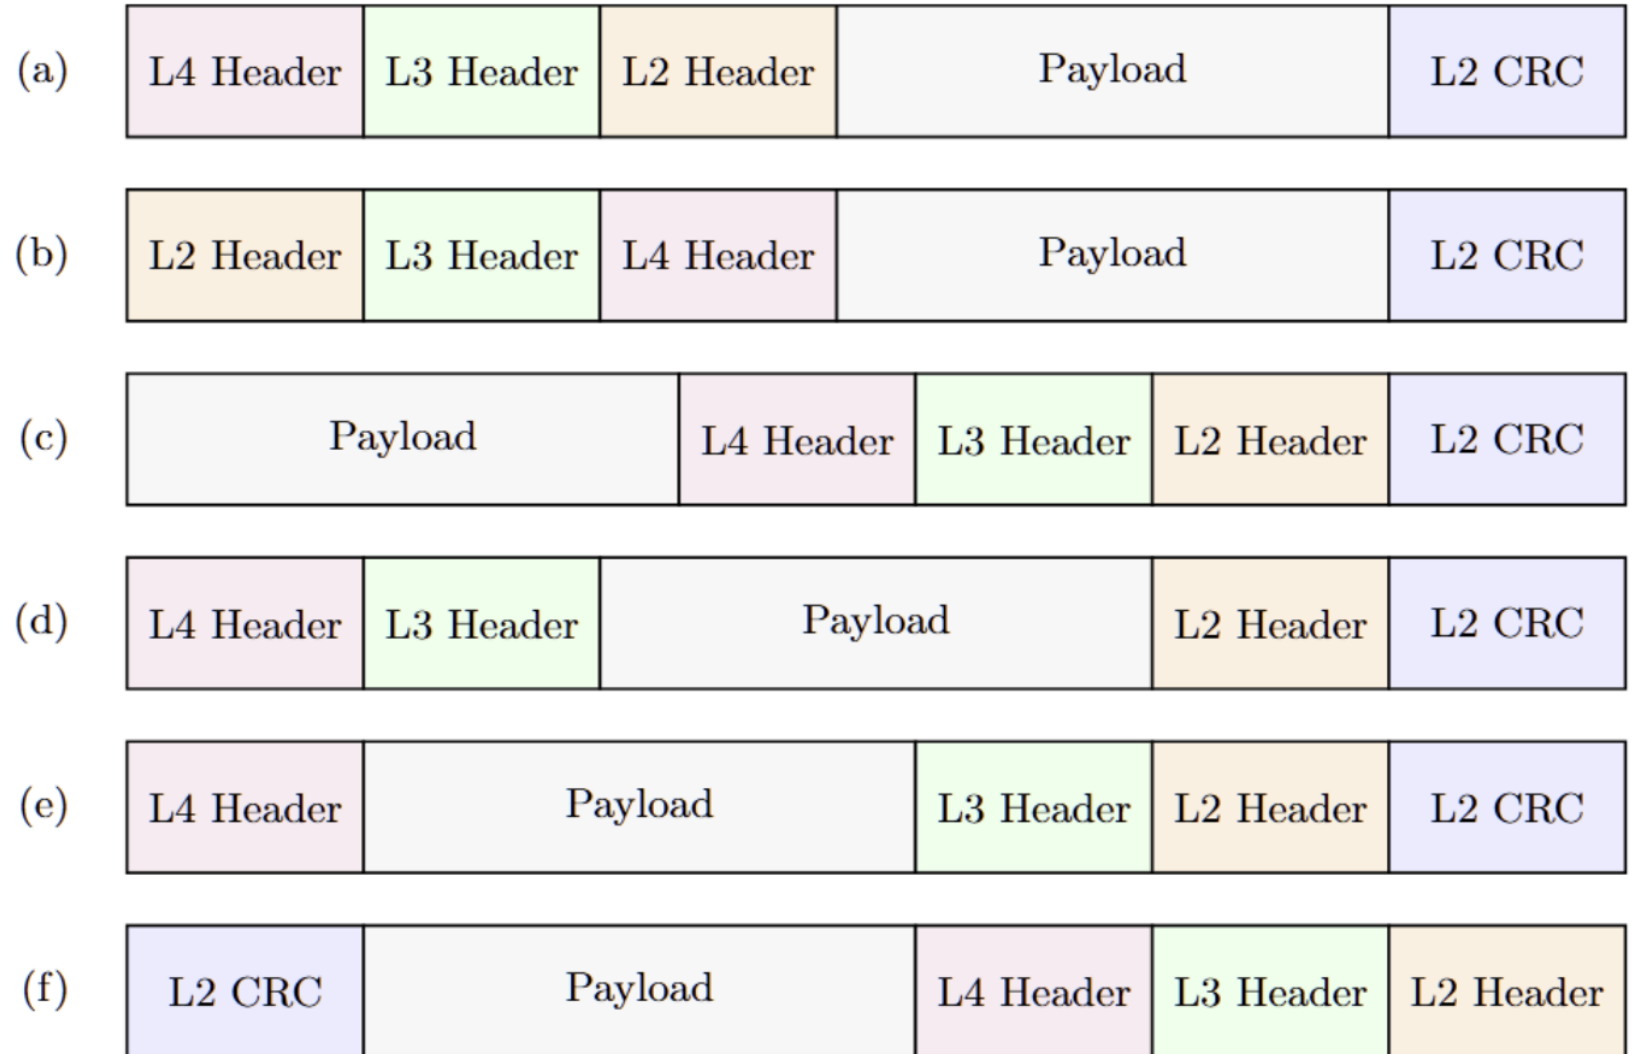 (a) L4 Header L3 Header L2 Header Payload L2 CRC
(b) L2 Header L3 Header L4 Header Payload L2 CRC
(c) Payload L4 Header L3 Header L2 Header L2 CRC
(d) L4 Header L3 Header Payload L2 Header L2 CRC
(e) L4 Header Payload L3 Header L2 Header L2 CRC
(f) L2 CRC Payload L4 Header L3 Header L2 Header